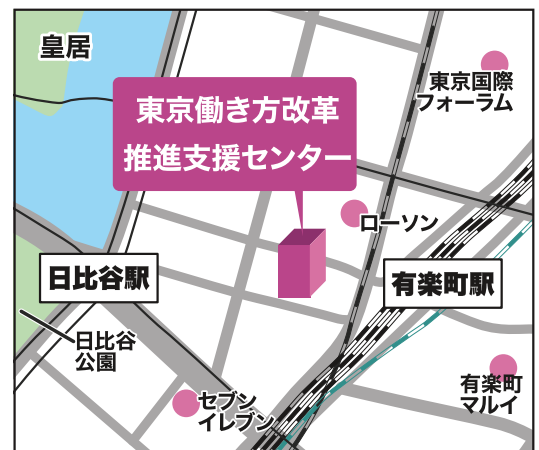 皇居
東京国際
フォーラム
東京働き方改革
推進支援センター
ローソン
日比谷駅
有楽町駅
日比谷
公園
有楽町
マルイ
セブン
イレブン